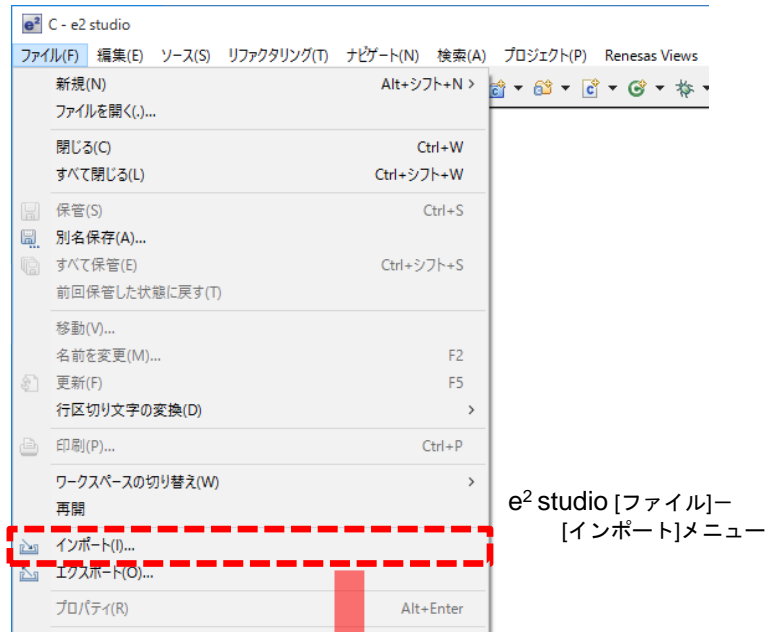 e² C - e2 studio
ファイル(F) 編集(E) ソース(S) リファクタリング(T) ナビゲート(N) 検索(A) プロジェクト(P) Renesas Views
新規(N) Alt+シフト+N >
ファイルを開く(.)...
閉じる(C) Ctrl+W
すべて閉じる(L) Ctrl+シフト+W
保管(S) Ctrl+S
別名保存(A)...
すべて保管(E) Ctrl+シフト+S
前回保管した状態に戻す(T)
移動(V)...
名前を変更(M)... F2
更新(F) F5
行区切り文字の変換(D) >
印刷(P)... Ctrl+P
ワークスペースの切り替え(W) >
再開
e² studio [ファイル]－
[インポート]メニュー
インポート(I)...
エクスポート(O)...
プロパティ(R) Alt+Enter